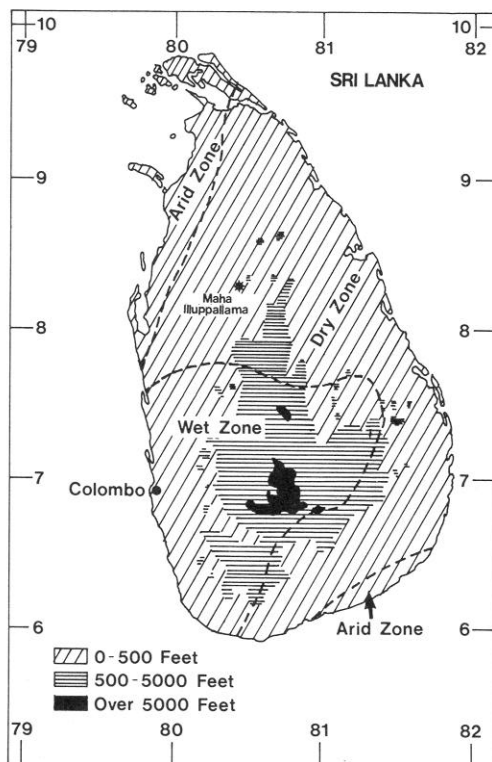 10
10
79
80
81
82
SRI LANKA
9
9
Arid Zone
Maha
Illuppallama
Dry Zone
8
8
Wet Zone
7
7
Colombo
6
6
Arid Zone
0-500 Feet
500-5000 Feet
Over 5000 Feet
79
80
81
82